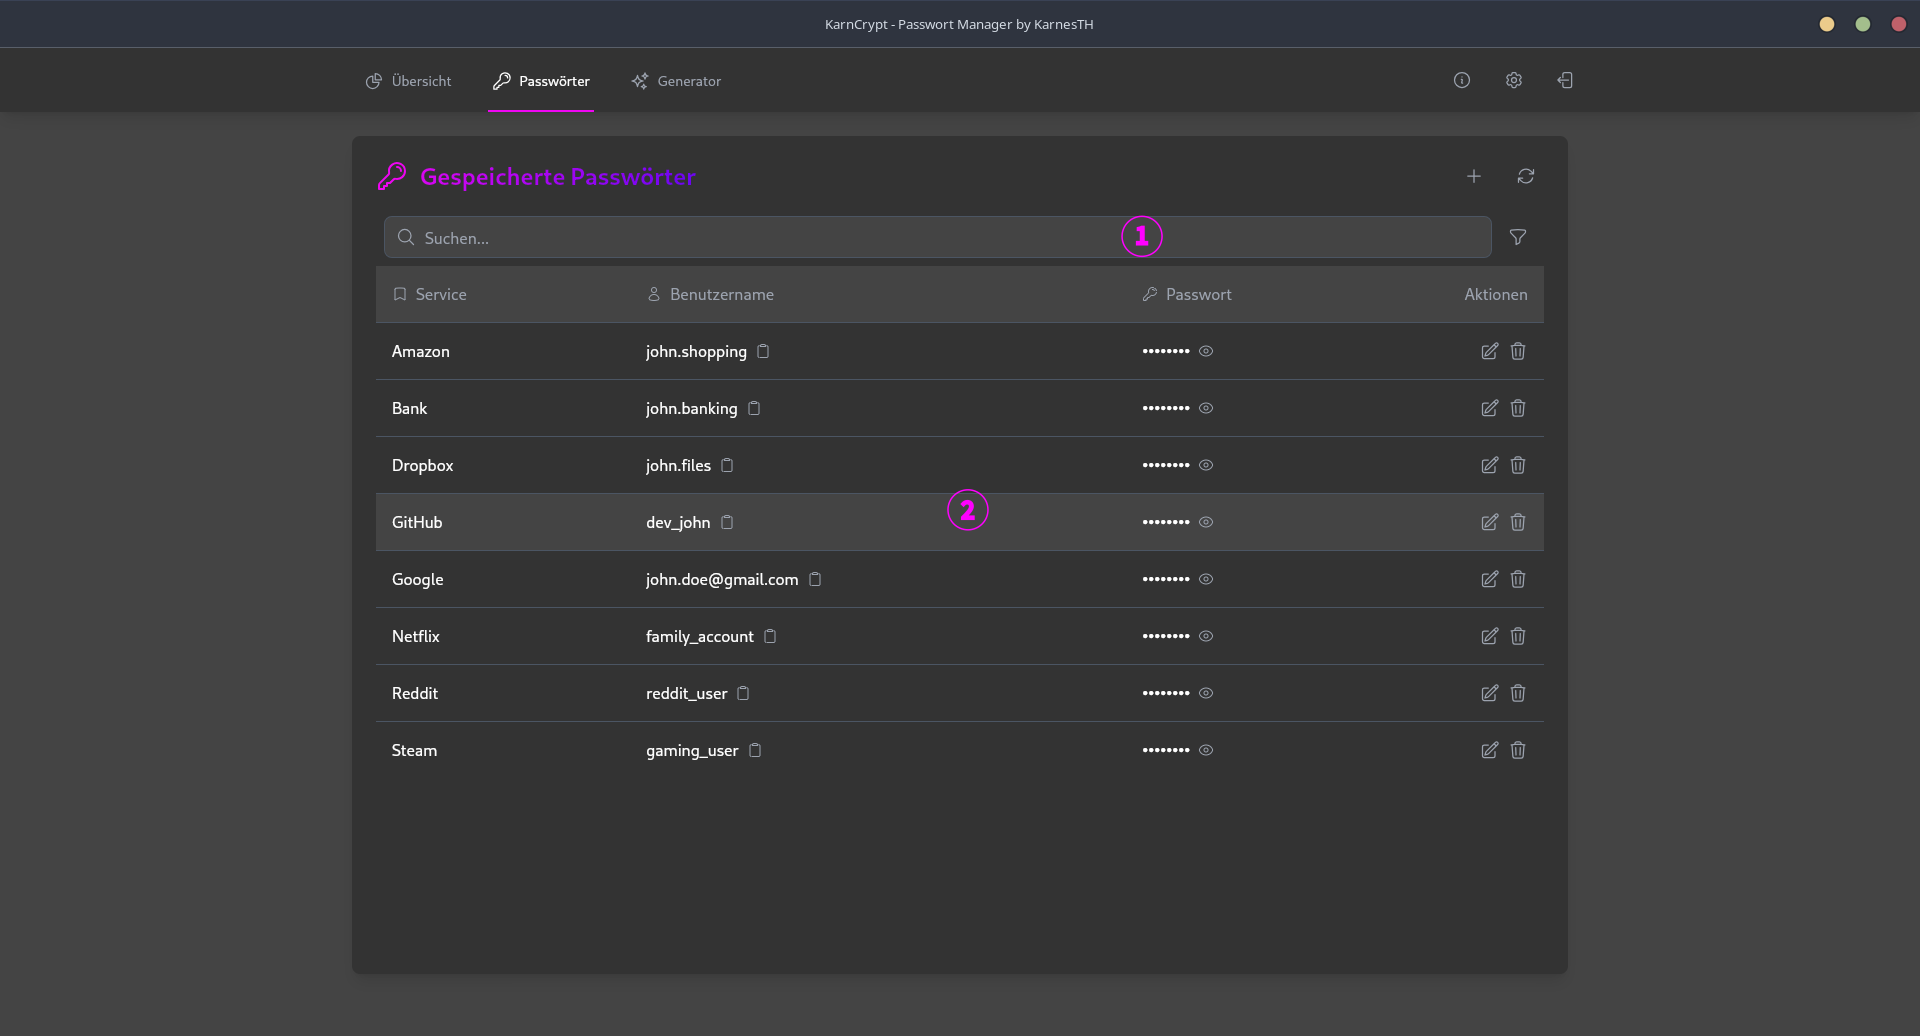 KarnCrypt - Passwort Manager by KarnesTH
Übersicht Passwörter Generator
Gespeicherte Passwörter
Suchen... 1
Service Benutzername Passwort Aktionen
Amazon john.shopping ••••••••
Bank john.banking ••••••••
Dropbox john.files ••••••••
2
GitHub dev_john ••••••••
Google john.doe@gmail.com ••••••••
Netflix family_account ••••••••
Reddit reddit_user ••••••••
Steam gaming_user ••••••••